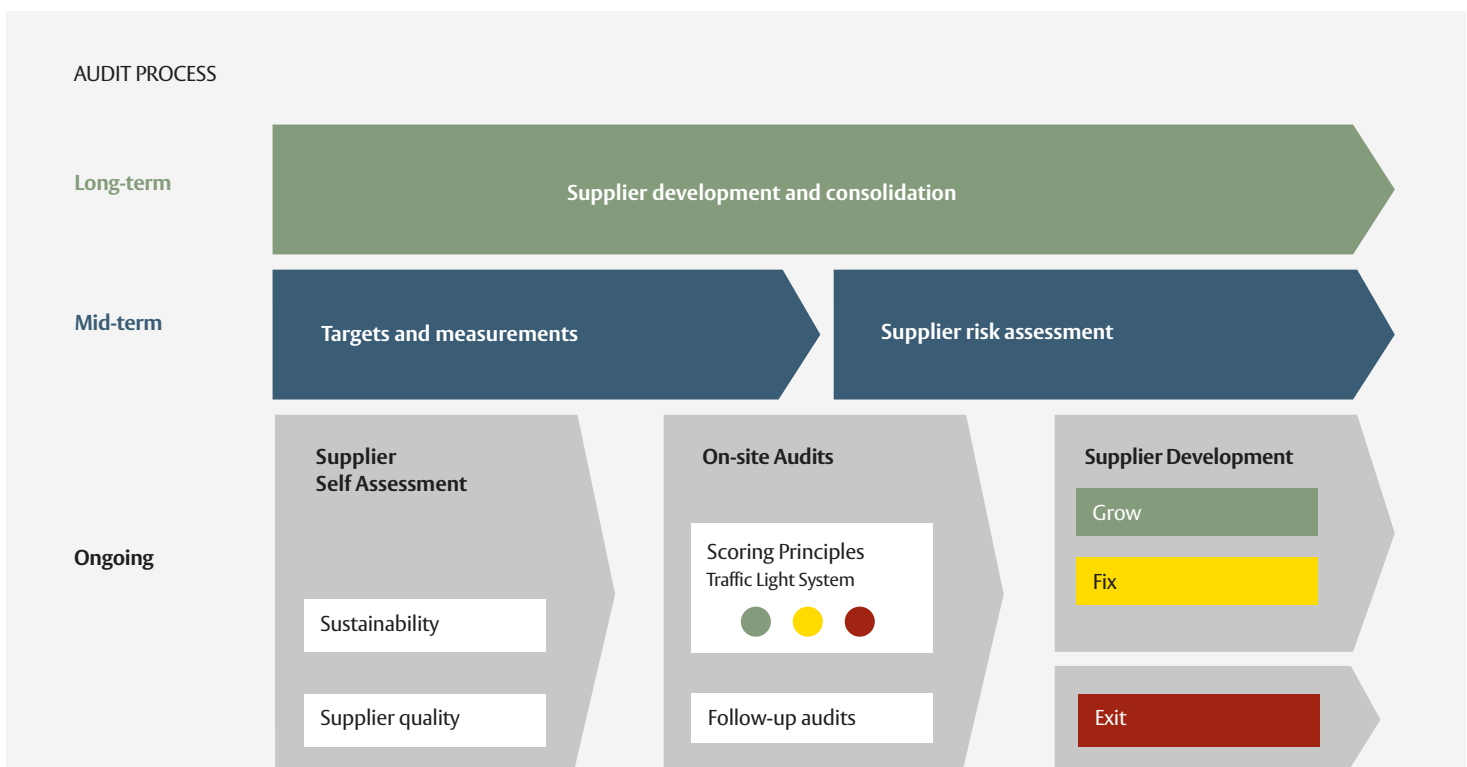 AUDIT PROCESS
Long-term
Supplier development and consolidation
Mid-term
Targets and measurements
Supplier risk assessment
Ongoing
Supplier
Self Assessment
Sustainability
Supplier quality
On-site Audits
Scoring Principles
Traffic Light System
Follow-up audits
Supplier Development
Grow
Fix
Exit